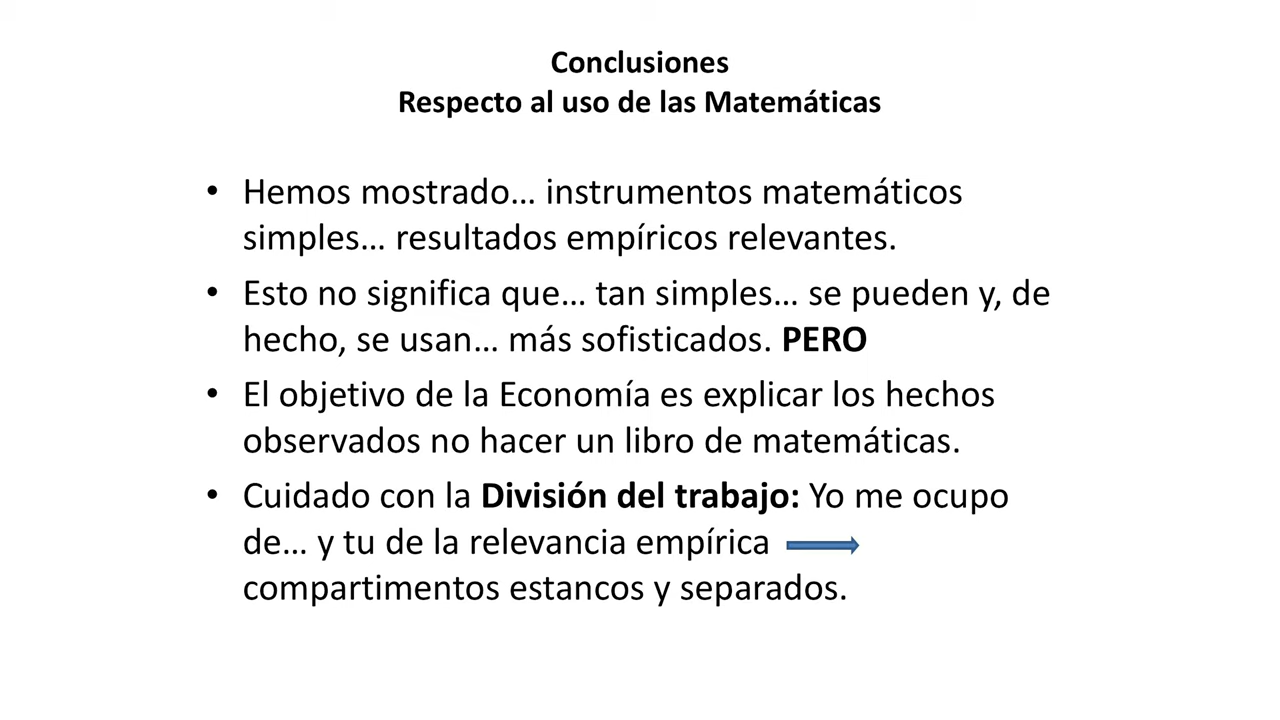 Conclusiones
Respecto al uso de las Matemáticas
• Hemos mostrado… instrumentos matemáticos
simples… resultados empíricos relevantes.
• Esto no significa que… tan simples… se pueden y, de
hecho, se usan… más sofisticados. PERO
• El objetivo de la Economía es explicar los hechos
observados no hacer un libro de matemáticas.
• Cuidado con la División del trabajo: Yo me ocupo
de… y tu de la relevancia empírica
compartimentos estancos y separados.